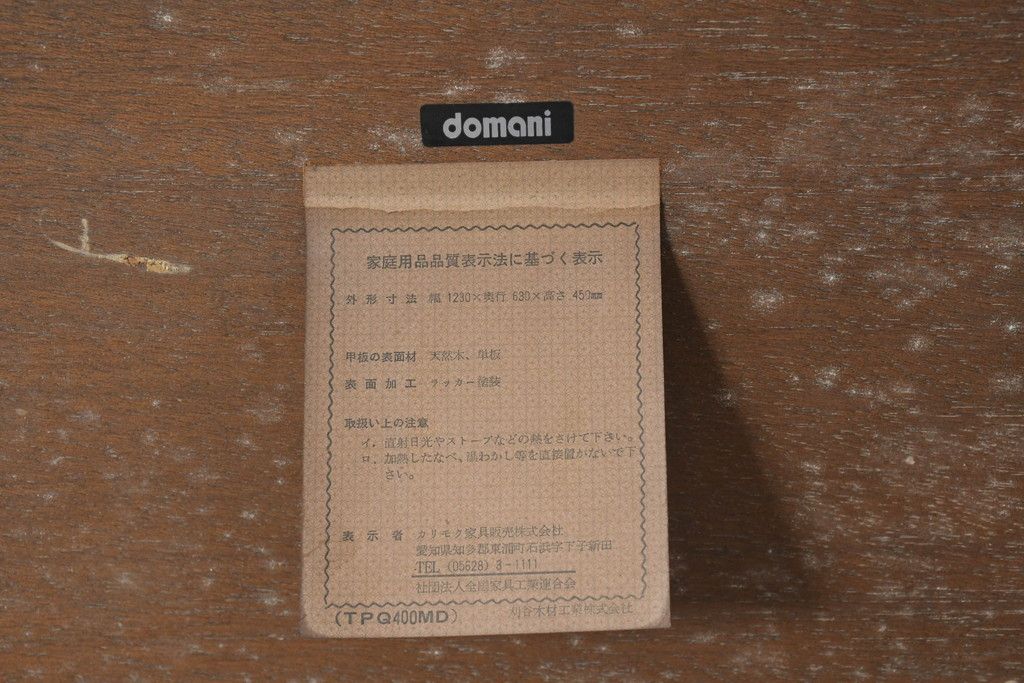 domani
家庭用品品質表示法に基づく表示
外形寸法 幅 1230×奥行 630×高さ 450mm
甲板の表面材 天然木、単板
表面加工 ラッカー塗装
取扱い上の注意
イ. 直射日光やストーブなどの熱をさけて下さい。
ロ. 加熱したなべ、湯わかし等を直接置かないで下
さい。
表示者 カリモク家具販売株式会社
愛知県知多郡東浦町石浜字下子新田
TEL (05628) 3-1111
社団法人全国家具工業連合会
(TPQ400MD) 刈谷木材工業株式会社